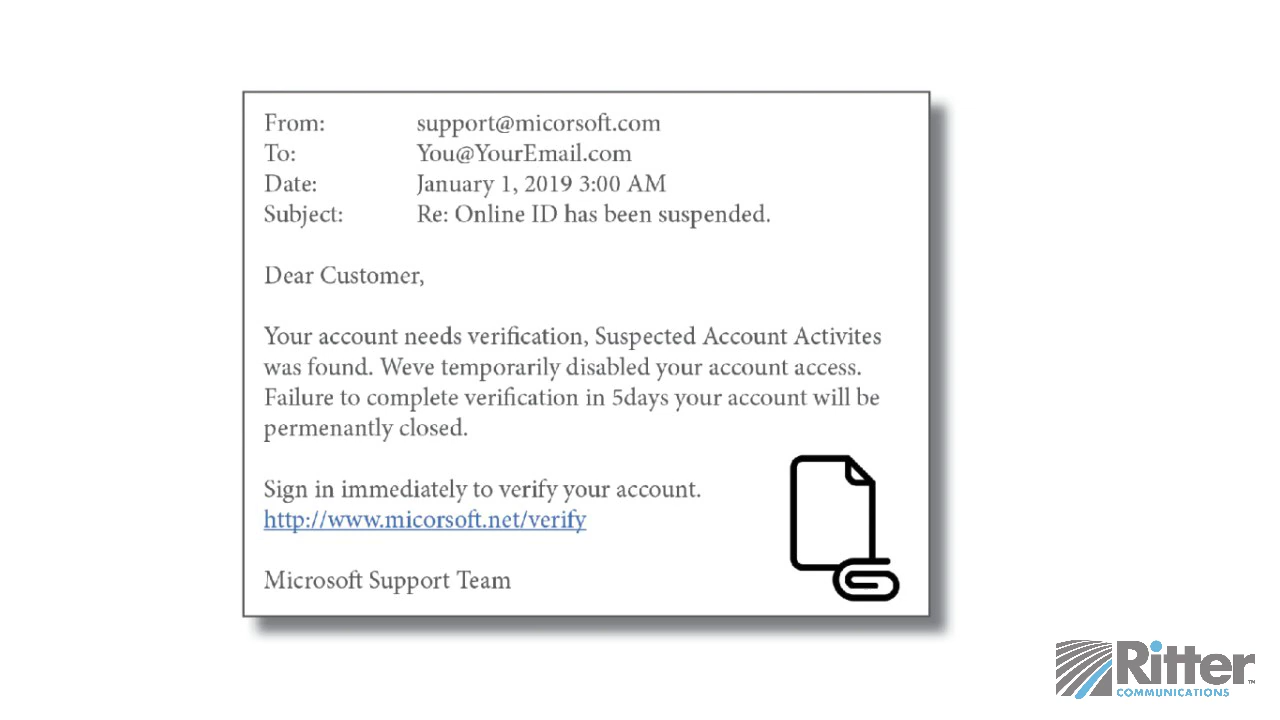 From: support@micorsoft.com
To: You@YourEmail.com
Date: January 1, 2019 3:00 AM
Subject: Re: Online ID has been suspended.
Dear Customer,
Your account needs verification, Suspected Account Activites
was found. Weve temporarily disabled your account access.
Failure to complete verification in 5days your account will be
permenantly closed.
Sign in immediately to verify your account.
http://www.micorsoft.net/verify
Microsoft Support Team
Ritter™
COMMUNICATIONS